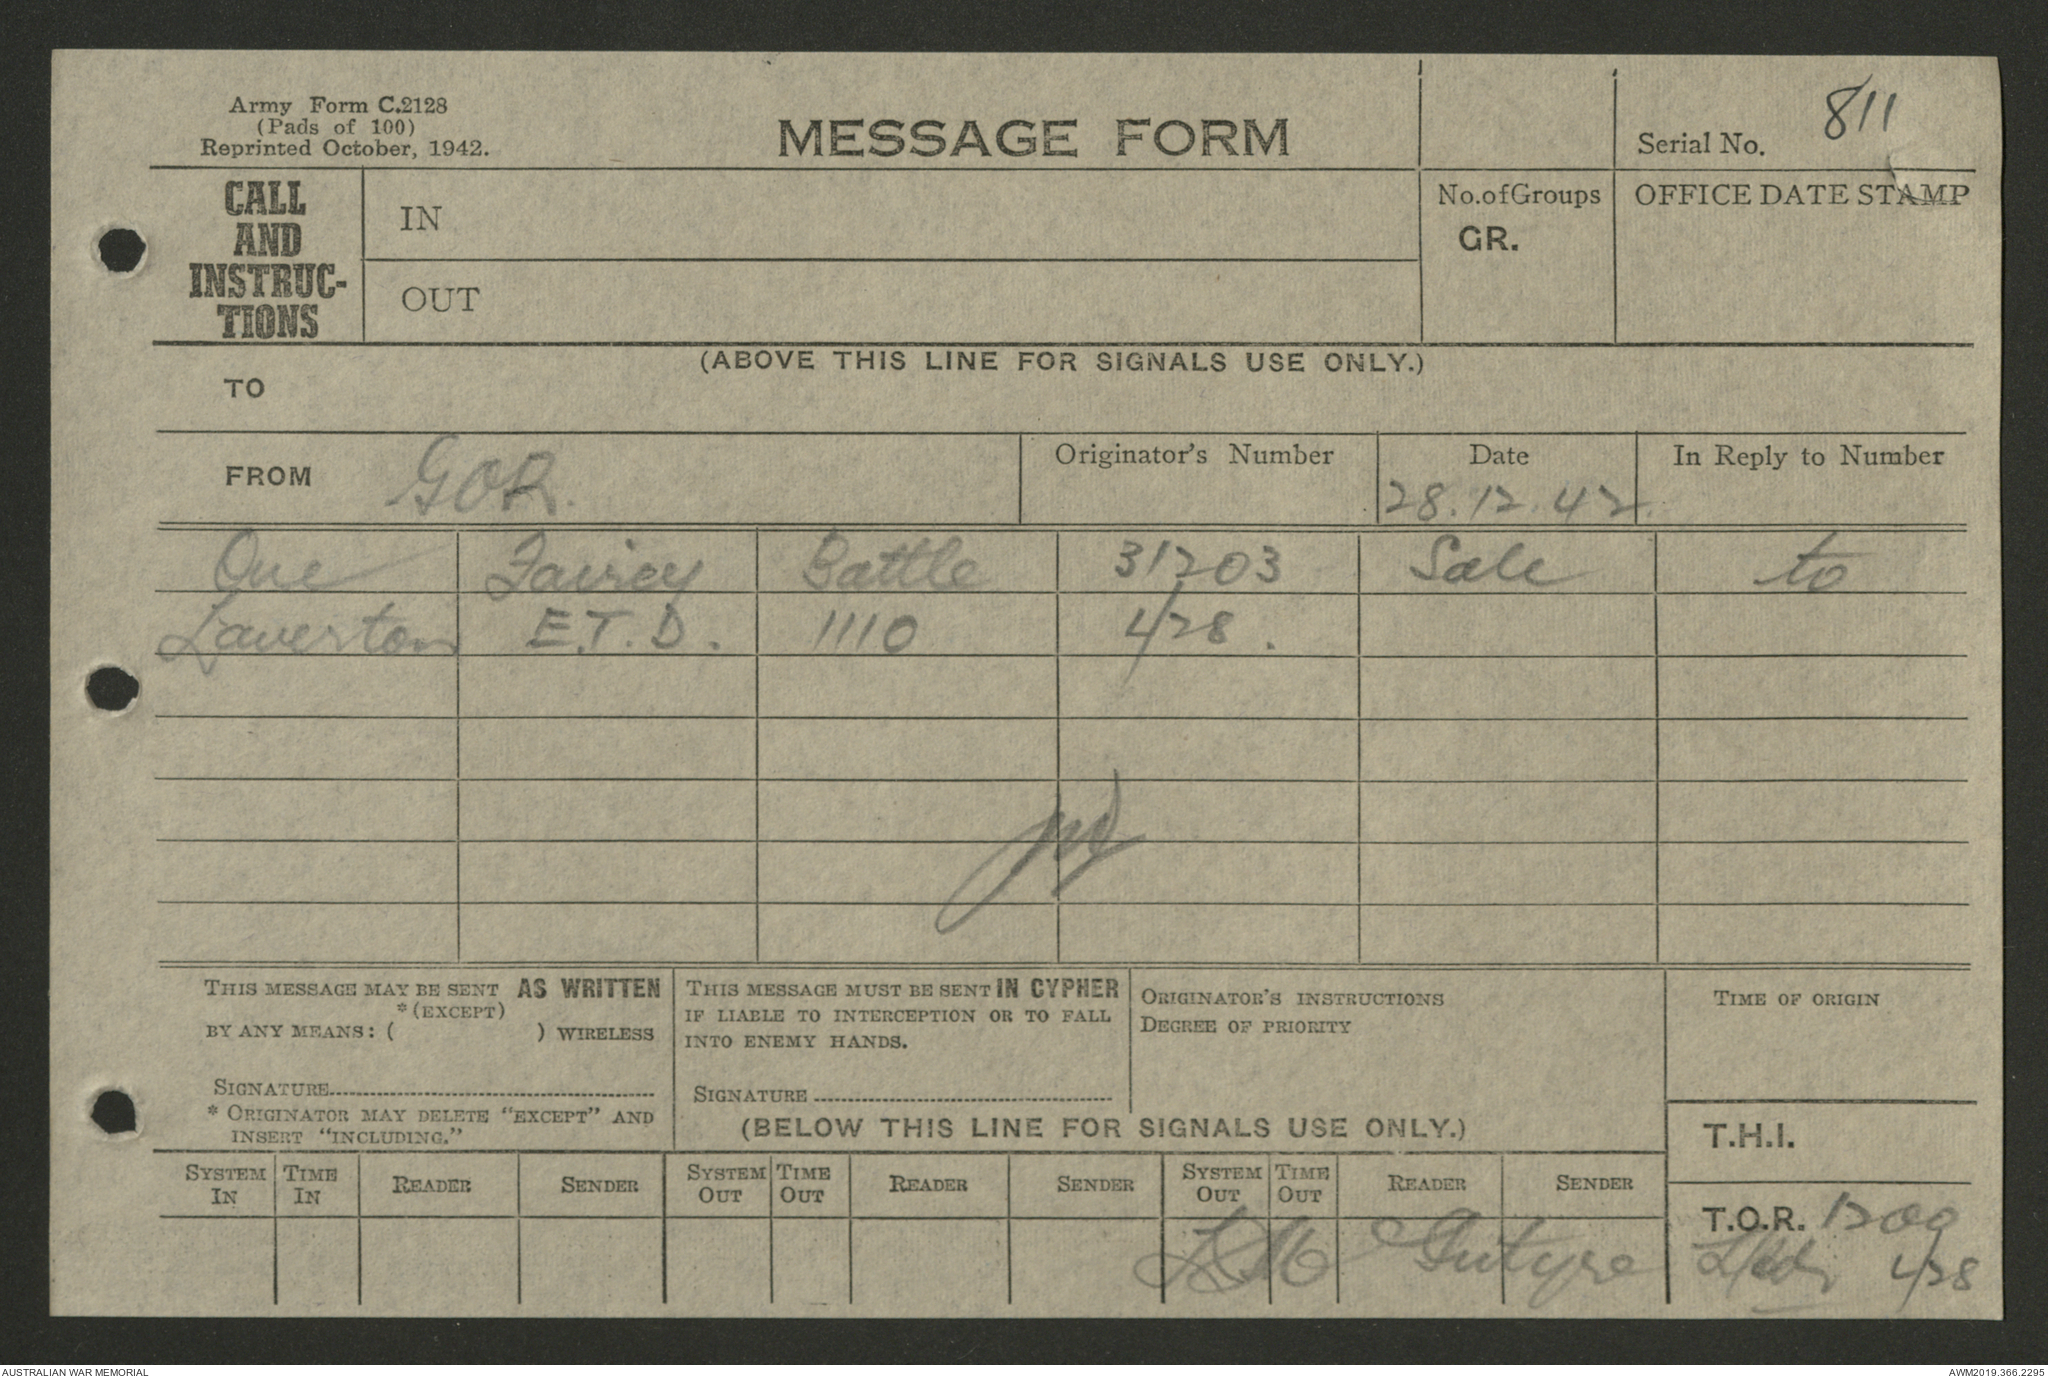 Army Form C.2128
(Pads of 100)
Reprinted October, 1942.
MESSAGE FORM
Serial No. 811
CALL AND INSTRUC-TIONS
IN
OUT
No.ofGroups
GR.
OFFICE DATE STAMP
(ABOVE THIS LINE FOR SIGNALS USE ONLY.)
TO
FROM GOR.
Originator's Number
Date
28.12.42.
In Reply to Number
One Fairey Battle 31203 Sale to
Laverton E.T.D. 1110 4/28.
THIS MESSAGE MAY BE SENT AS WRITTEN
*(EXCEPT)
BY ANY MEANS: ( ) WIRELESS
SIGNATURE
* ORIGINATOR MAY DELETE "EXCEPT" AND
INSERT "INCLUDING."
THIS MESSAGE MUST BE SENT IN CYPHER
IF LIABLE TO INTERCEPTION OR TO FALL
INTO ENEMY HANDS.
SIGNATURE
ORIGINATOR'S INSTRUCTIONS
DEGREE OF PRIORITY
TIME OF ORIGIN
(BELOW THIS LINE FOR SIGNALS USE ONLY.)
T.H.I.
SYSTEM IN TIME IN READER SENDER SYSTEM OUT TIME OUT READER SENDER SYSTEM OUT TIME OUT READER SENDER
T.O.R. 1200
4/28
AUSTRALIAN WAR MEMORIAL
AWM2019.366.2295